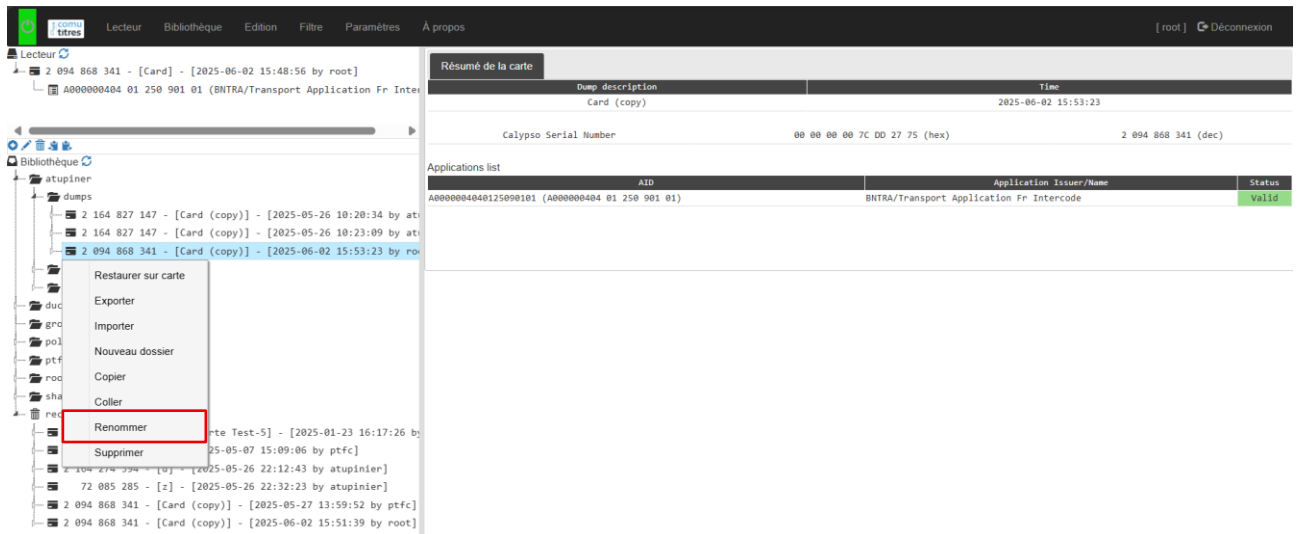 comu
titres
Lecteur Bibliothèque Edition Filtre Paramètres À propos [ root ] Déconnexion
Lecteur
2 094 868 341 - [Card] - [2025-06-02 15:48:56 by root]
A000000404 01 250 901 01 (BNTRA/Transport Application Fr Inte
Bibliothèque
atupiner
dumps
2 164 827 147 - [Card (copy)] - [2025-05-26 10:20:34 by at
2 164 827 147 - [Card (copy)] - [2025-05-26 10:23:09 by at
2 094 868 341 - [Card (copy)] - [2025-06-02 15:53:23 by ro
duc
gro
pol
ptf
roo
sha
rec
Restaurer sur carte
Exporter
Importer
Nouveau dossier
Copier
Coller
Renommer
Supprimer
rte Test-5] - [2025-01-23 16:17:26 by
25-05-07 15:09:06 by ptfc]
2 164 274 594 - [U] - [2025-05-26 22:12:43 by atupinier]
72 085 285 - [z] - [2025-05-26 22:32:23 by atupinier]
2 094 868 341 - [Card (copy)] - [2025-05-27 13:59:52 by ptfc]
2 094 868 341 - [Card (copy)] - [2025-06-02 15:51:39 by root]
Résumé de la carte
Dump description Time
Card (copy) 2025-06-02 15:53:23
Calypso Serial Number 00 00 00 00 7C DD 27 75 (hex) 2 094 868 341 (dec)
Applications list
AID Application Issuer/Name Status
A0000004040125090101 (A000000404 01 250 901 01) BNTRA/Transport Application Fr Intercode Valid